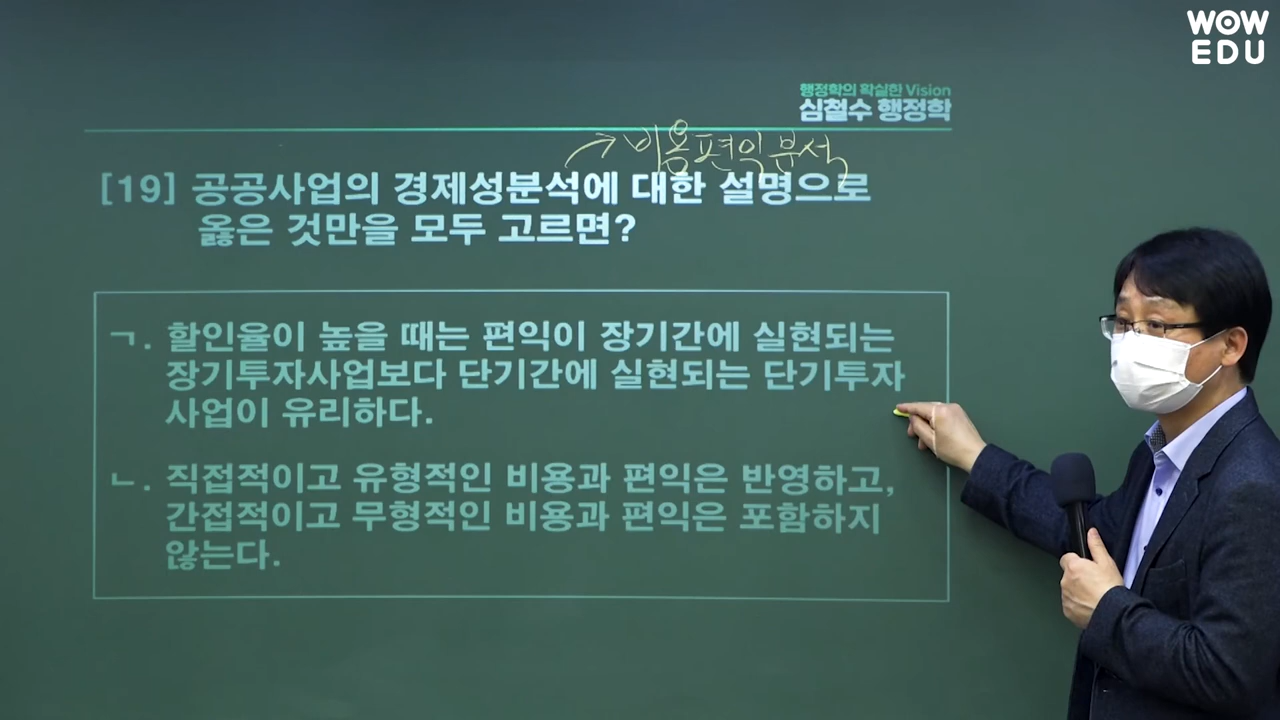 WOW
EDU
행정학의 확실한 Vision
심철수 행정학
비용편익분석
[19] 공공사업의 경제성분석에 대한 설명으로
옳은 것만을 모두 고르면?
ㄱ. 할인율이 높을 때는 편익이 장기간에 실현되는
장기투자사업보다 단기간에 실현되는 단기투자
사업이 유리하다.
ㄴ. 직접적이고 유형적인 비용과 편익은 반영하고,
간접적이고 무형적인 비용과 편익은 포함하지
않는다.